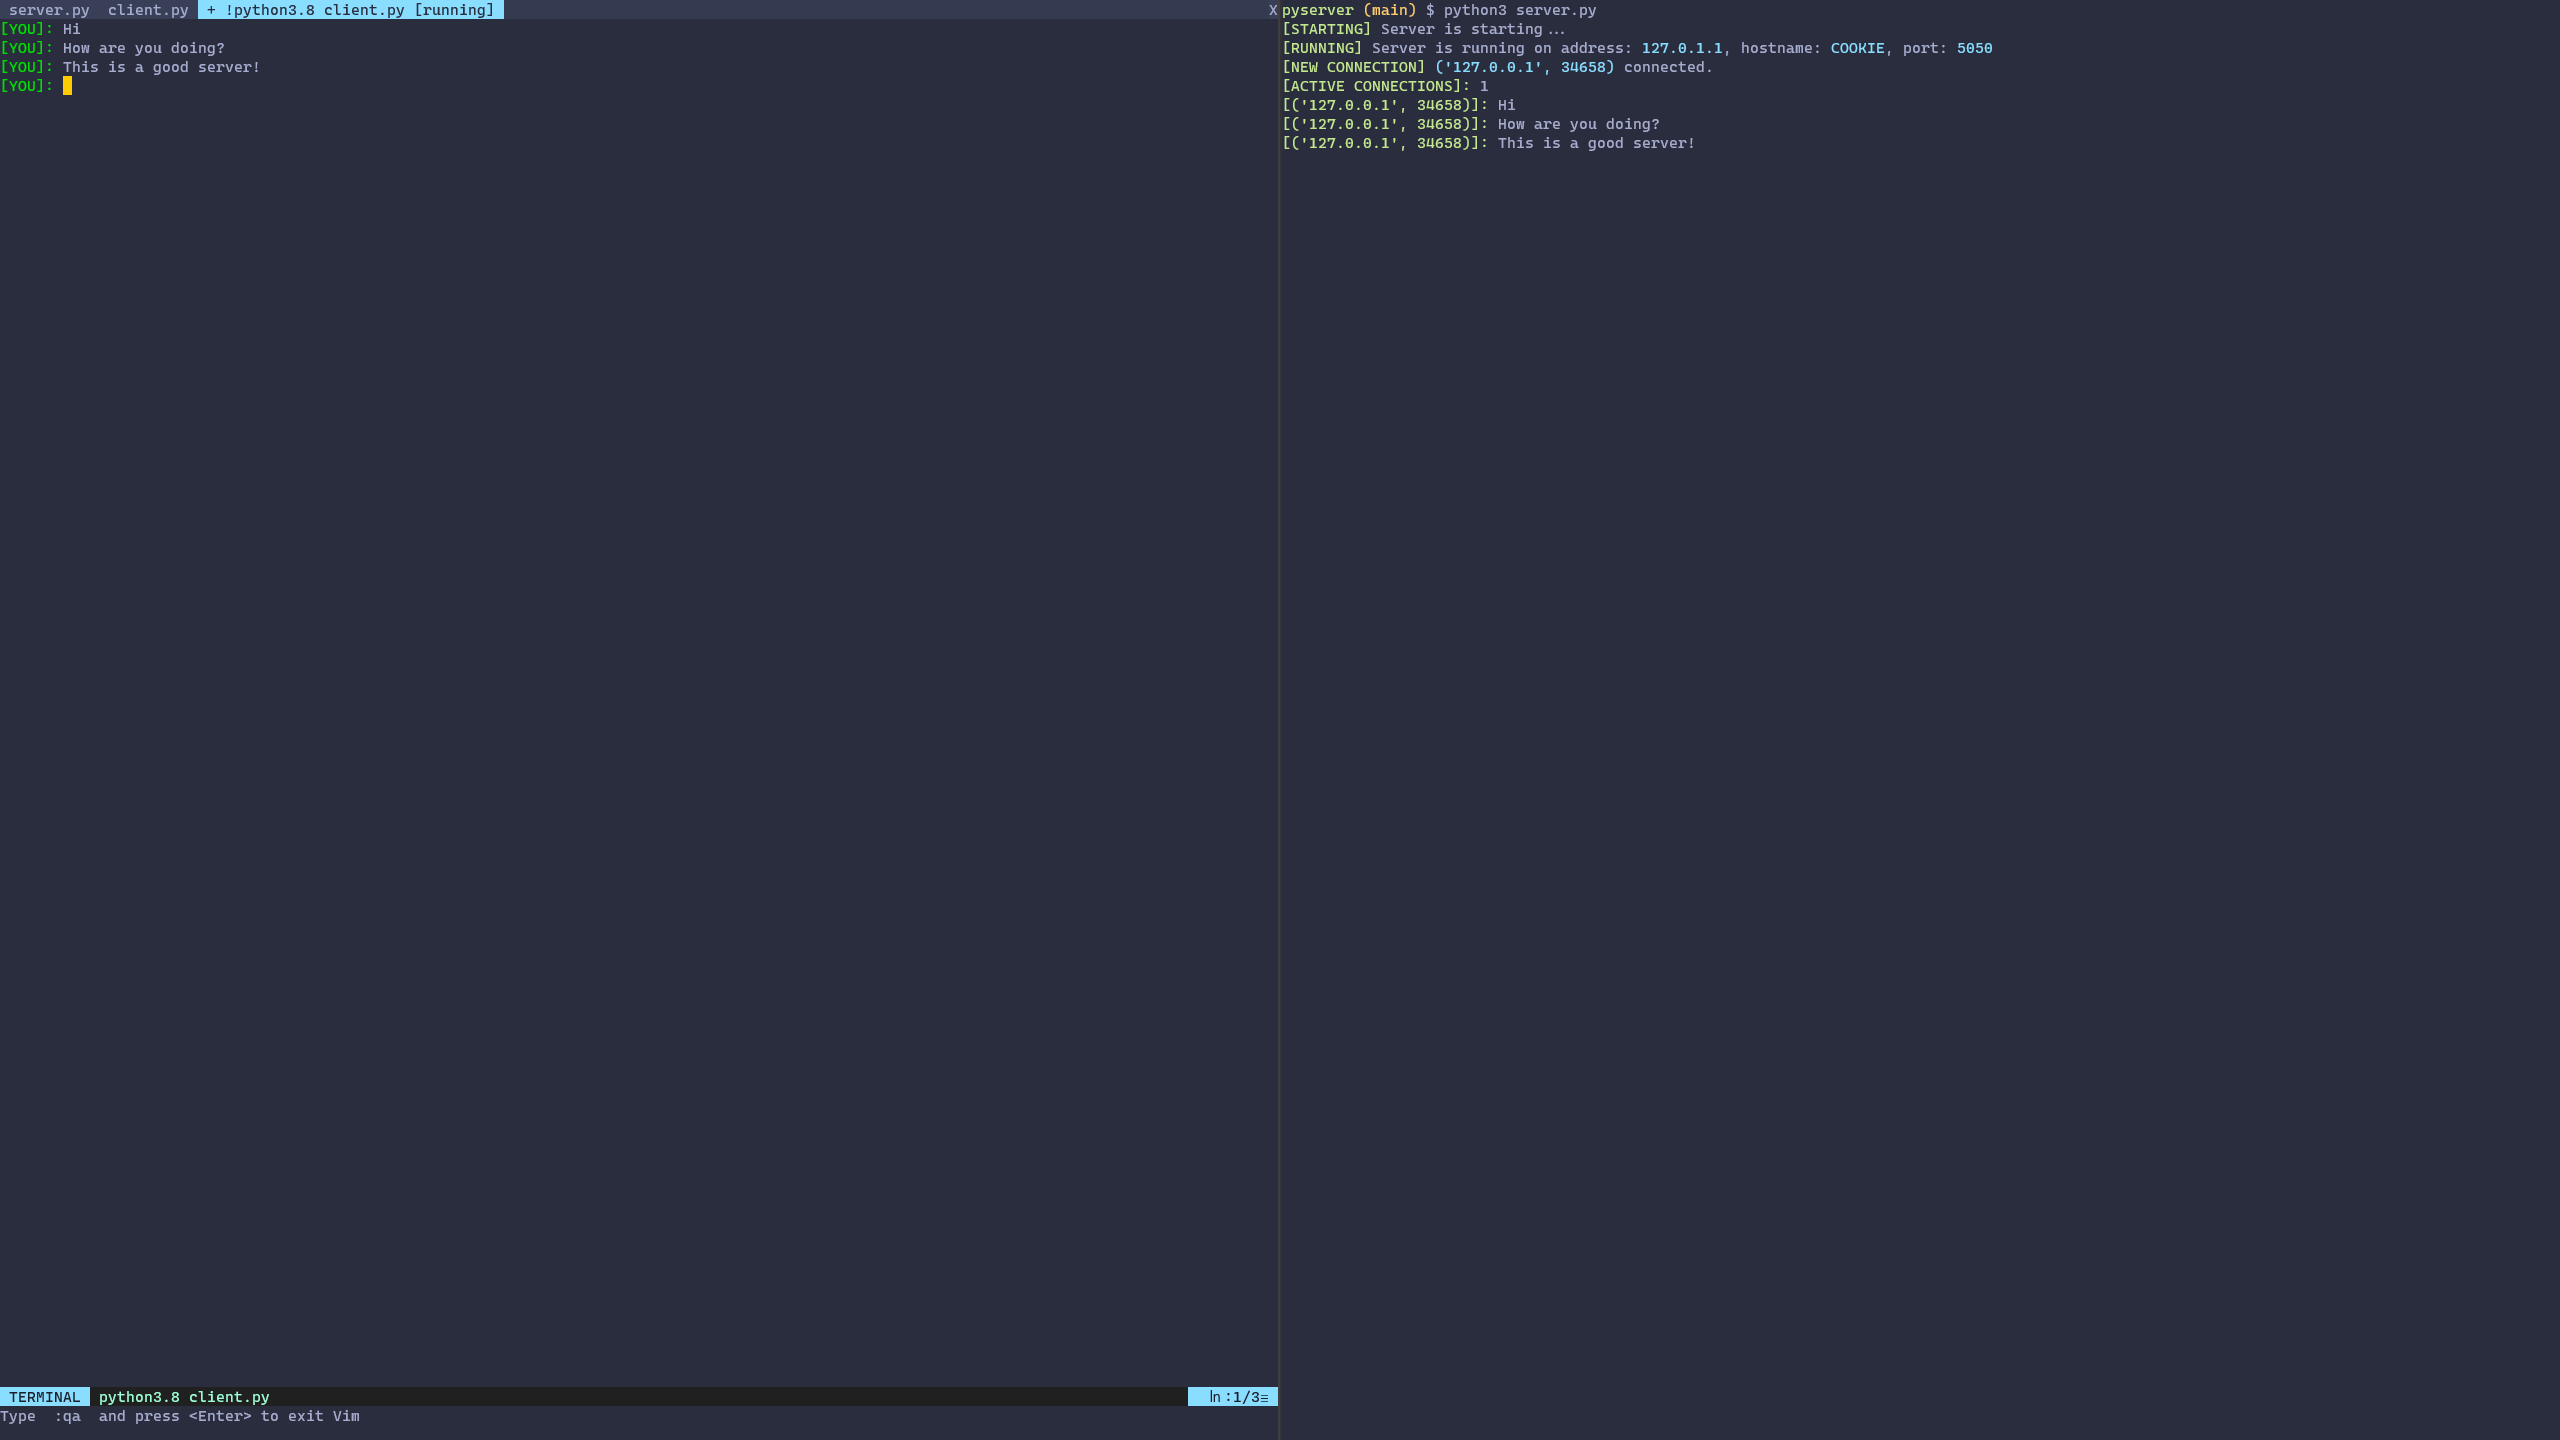 server.py client.py + !python3.8 client.py [running] X
[YOU]: Hi
[YOU]: How are you doing?
[YOU]: This is a good server!
[YOU]:
TERMINAL python3.8 client.py ㏑:1/3≡
Type :qa and press <Enter> to exit Vim
pyserver (main) $ python3 server.py
[STARTING] Server is starting...
[RUNNING] Server is running on address: 127.0.1.1, hostname: COOKIE, port: 5050
[NEW CONNECTION] ('127.0.0.1', 34658) connected.
[ACTIVE CONNECTIONS]: 1
[('127.0.0.1', 34658)]: Hi
[('127.0.0.1', 34658)]: How are you doing?
[('127.0.0.1', 34658)]: This is a good server!